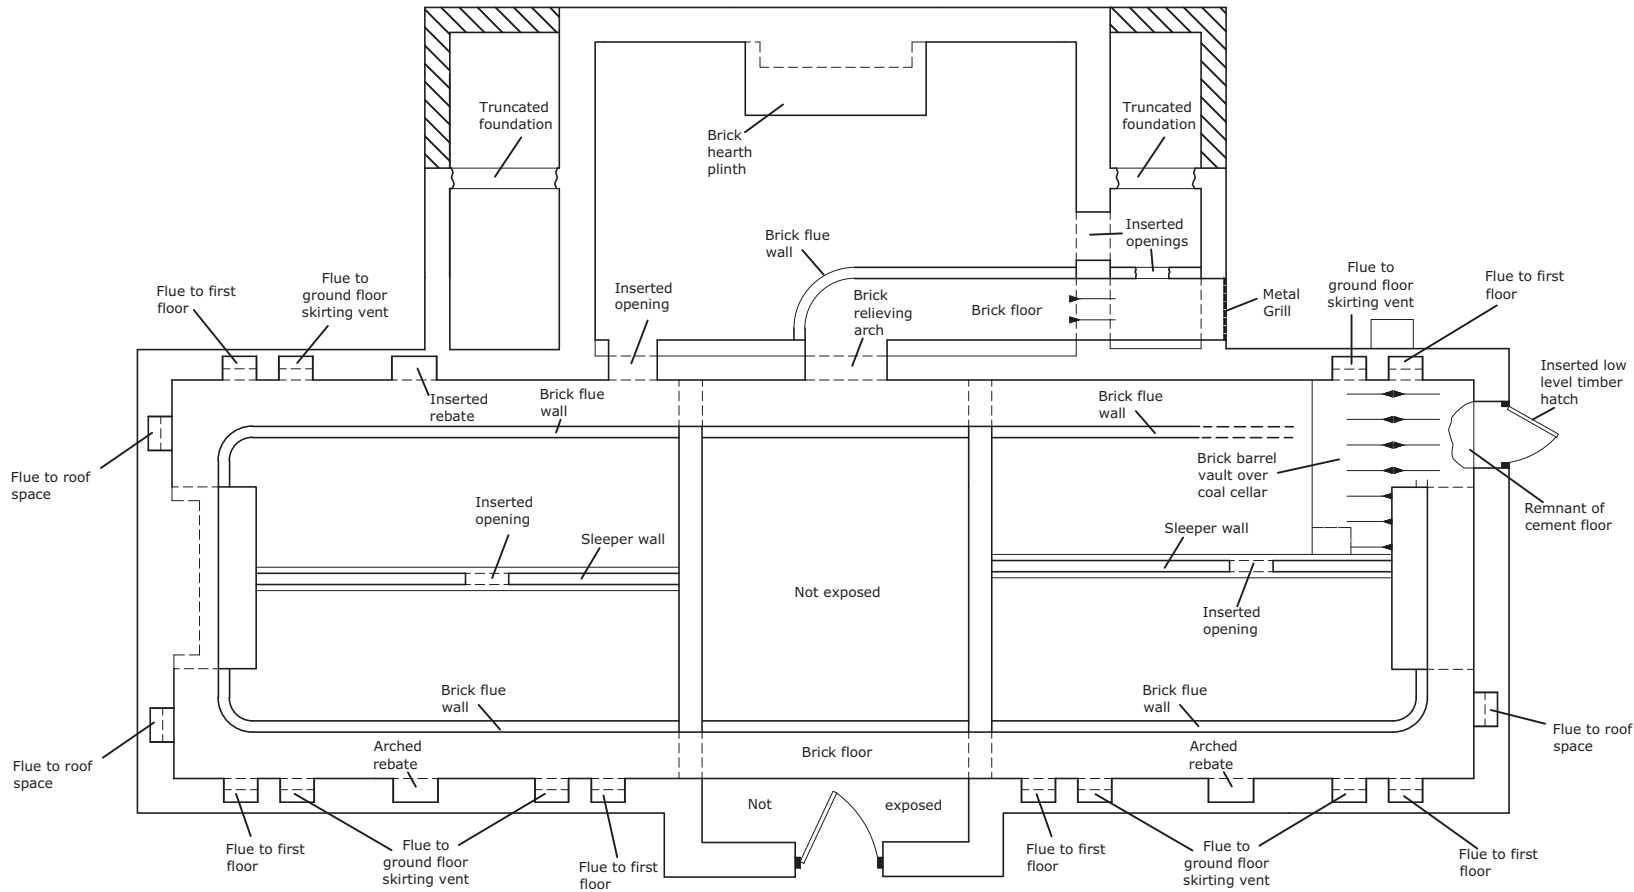 Truncated
foundation
Truncated
foundation
Brick
hearth
plinth
Brick flue
wall
Inserted
openings
Flue to first
floor
Flue to
ground floor
skirting vent
Inserted
opening
Brick
relieving
arch
Brick floor
Metal
Grill
Flue to
ground floor
skirting vent
Flue to first
floor
Inserted low
level timber
hatch
Inserted
rebate
Brick flue
wall
Brick flue
wall
Flue to roof
space
Brick barrel
vault over
coal cellar
Remnant of
cement floor
Inserted
opening
Sleeper wall
Sleeper wall
Not exposed
Inserted
opening
Brick flue
wall
Brick flue
wall
Flue to roof
space
Flue to roof
space
Arched
rebate
Brick floor
Arched
rebate
Not exposed
Flue to first
floor
Flue to
ground floor
skirting vent
Flue to first
floor
Flue to first
floor
Flue to
ground floor
skirting vent
Flue to first
floor